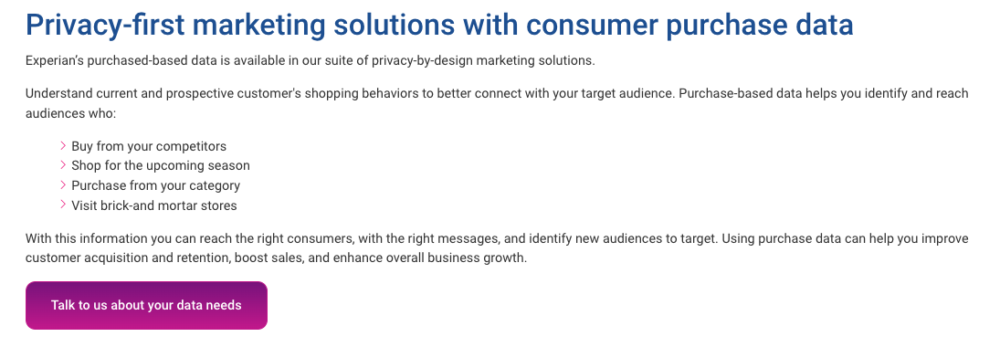 Privacy-first marketing solutions with consumer purchase data
Experian’s purchased-based data is available in our suite of privacy-by-design marketing solutions.
Understand current and prospective customer's shopping behaviors to better connect with your target audience. Purchase-based data helps you identify and reach
audiences who:
Buy from your competitors
Shop for the upcoming season
Purchase from your category
Visit brick-and mortar stores
With this information you can reach the right consumers, with the right messages, and identify new audiences to target. Using purchase data can help you improve
customer acquisition and retention, boost sales, and enhance overall business growth.
Talk to us about your data needs